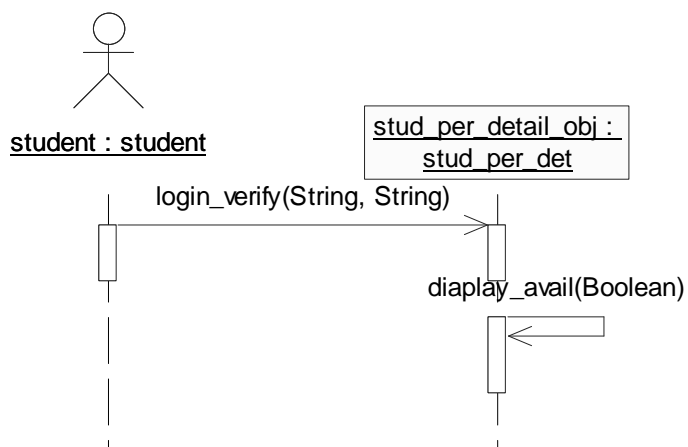 student : student
stud_per_detail_obj :
stud_per_det
login_verify(String, String)
diaplay_avail(Boolean)